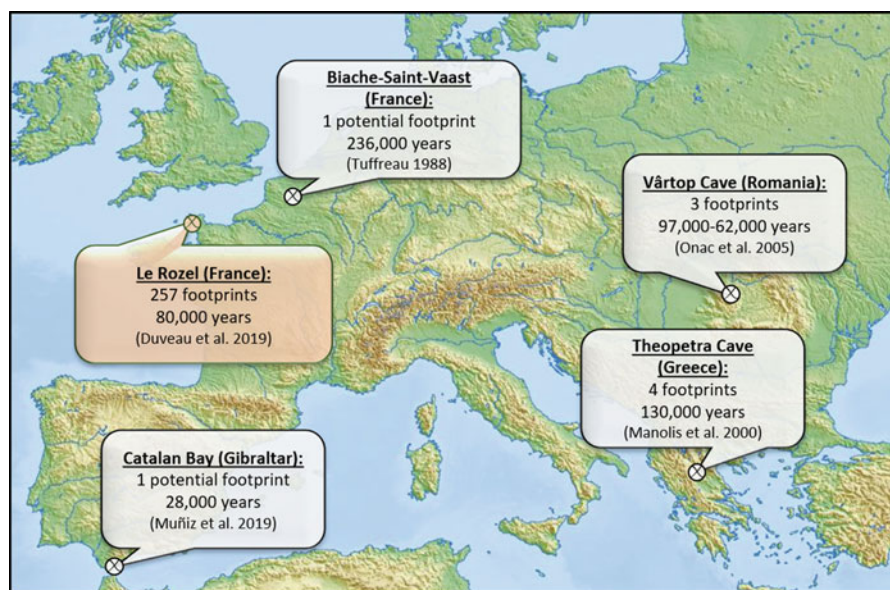 Biache-Saint-Vaast
(France):
1 potential footprint
236,000 years
(Tuffreau 1988)
Vârtop Cave (Romania):
3 footprints
97,000-62,000 years
(Onac et al. 2005)
Le Rozel (France):
257 footprints
80,000 years
(Duveau et al. 2019)
Theopetra Cave
(Greece):
4 footprints
130,000 years
(Manolis et al. 2000)
Catalan Bay (Gibraltar):
1 potential footprint
28,000 years
(Muñiz et al. 2019)